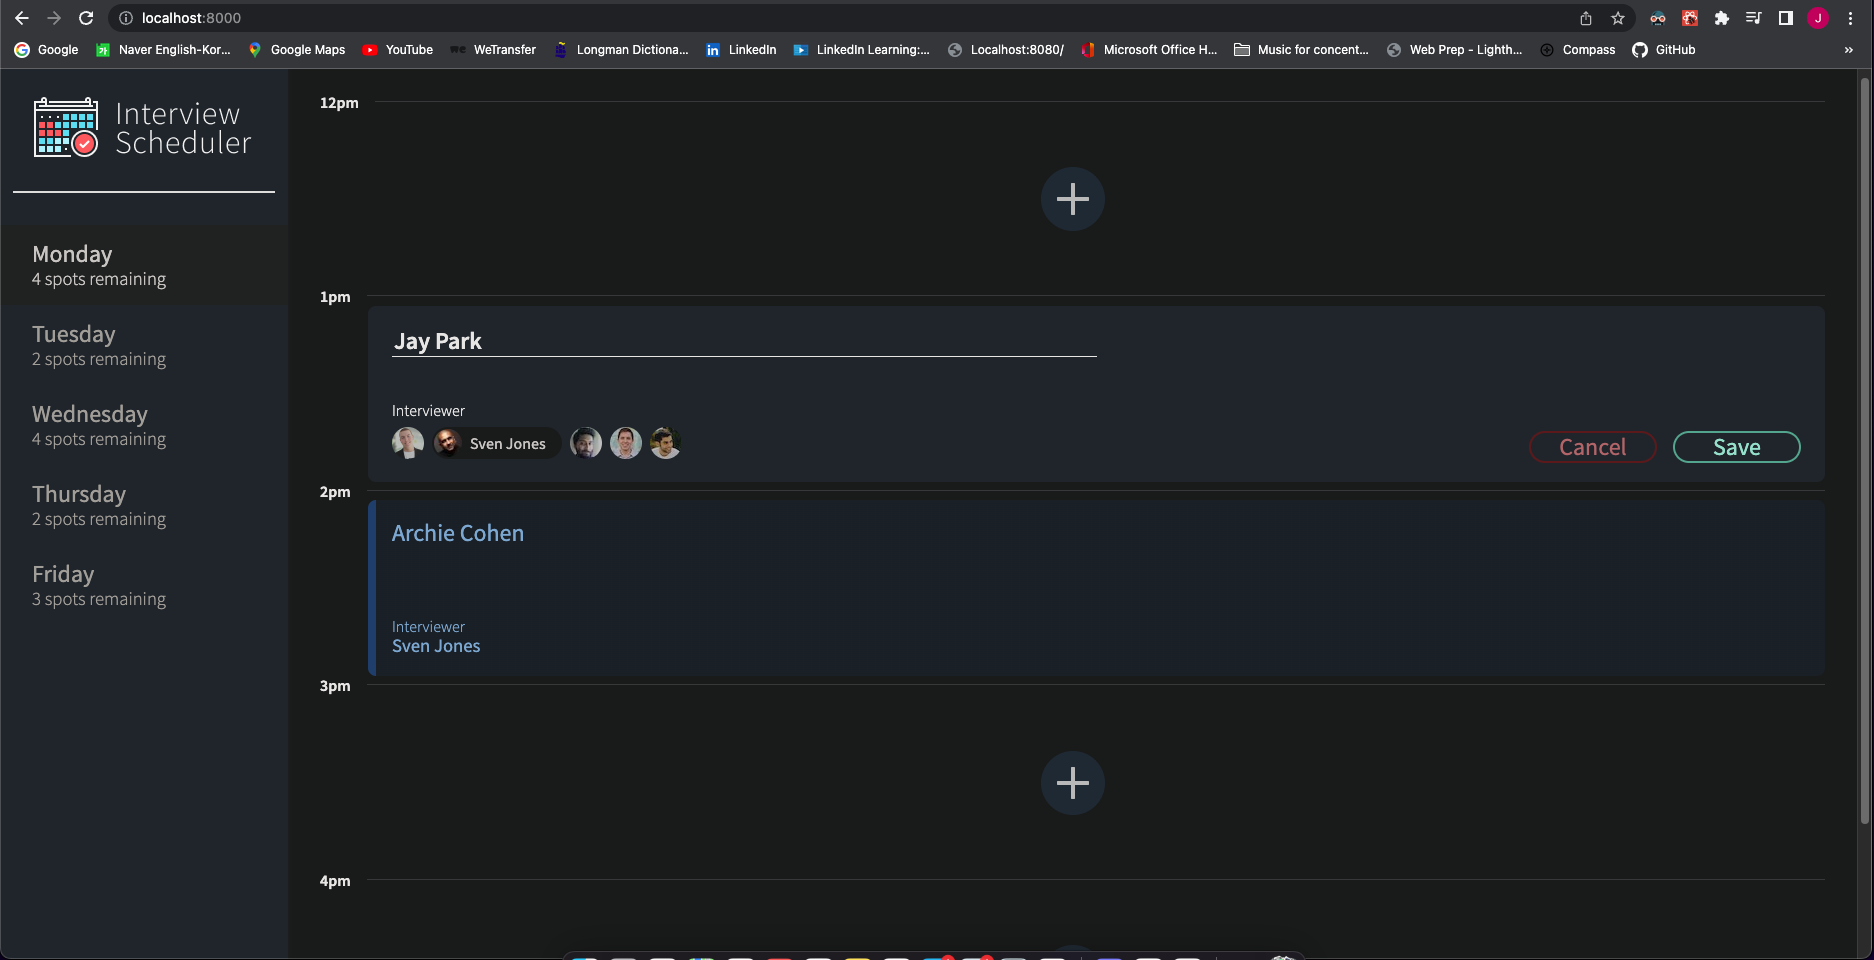 localhost:8000
J
Google
Naver English-Kor...
Google Maps
YouTube
we
WeTransfer
Longman Dictiona...
in
LinkedIn
LinkedIn Learning:...
Localhost:8080/
Microsoft Office H...
Music for concent...
Web Prep - Lighth...
Compass
GitHub
»
Interview
Scheduler
Monday
4 spots remaining
Tuesday
2 spots remaining
Wednesday
4 spots remaining
Thursday
2 spots remaining
Friday
3 spots remaining
12pm
1pm
Jay Park
Interviewer
Sven Jones
Cancel
Save
2pm
Archie Cohen
Interviewer
Sven Jones
3pm
4pm